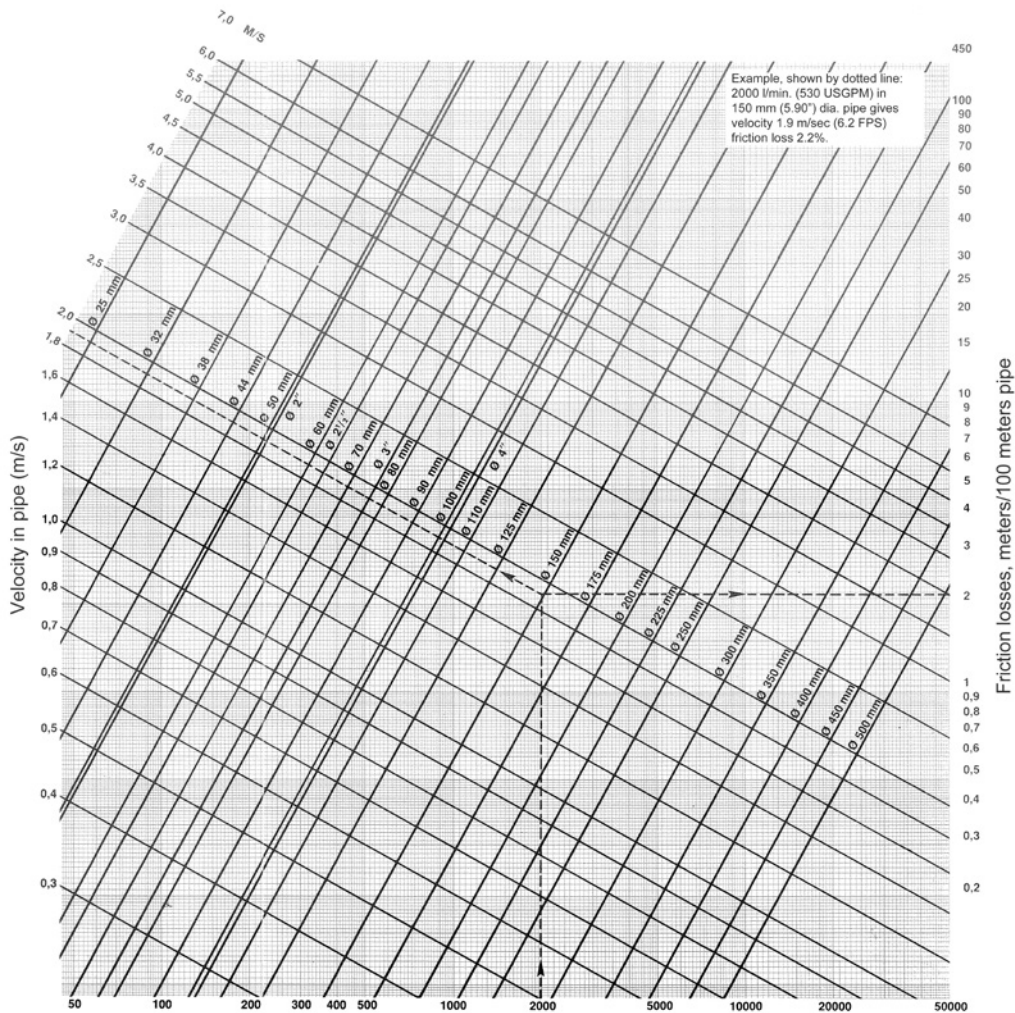 7,0 M/S
6,0
5,5
5,0
4,5
4,0
3,5
3,0
2,5
2,0
1,8
1,6
1,4
1,2
1,0
0,9
0,8
0,7
0,6
0,5
0,4
0,3
Velocity in pipe (m/s)
Example, shown by dotted line:
2000 l/min. (530 USGPM) in
150 mm (5.90") dia. pipe gives
velocity 1.9 m/sec (6.2 FPS)
friction loss 2.2%.
Ø 25 mm
Ø 32 mm
Ø 38 mm
Ø 44 mm
Ø 50 mm
Ø 2"
Ø 60 mm
Ø 2 1/2"
Ø 70 mm
Ø 3"
Ø 80 mm
Ø 90 mm
Ø 100 mm
Ø 4"
Ø 110 mm
Ø 125 mm
Ø 150 mm
Ø 175 mm
Ø 200 mm
Ø 225 mm
Ø 250 mm
Ø 300 mm
Ø 350 mm
Ø 400 mm
Ø 450 mm
Ø 500 mm
450
100
90
80
70
60
50
40
30
25
20
15
10
9
8
7
6
5
4
3
2
1
0,9
0,8
0,7
0,6
0,5
0,4
0,3
0,2
Friction losses, meters/100 meters pipe
50
100
200
300
400
500
1000
2000
5000
10000
20000
50000